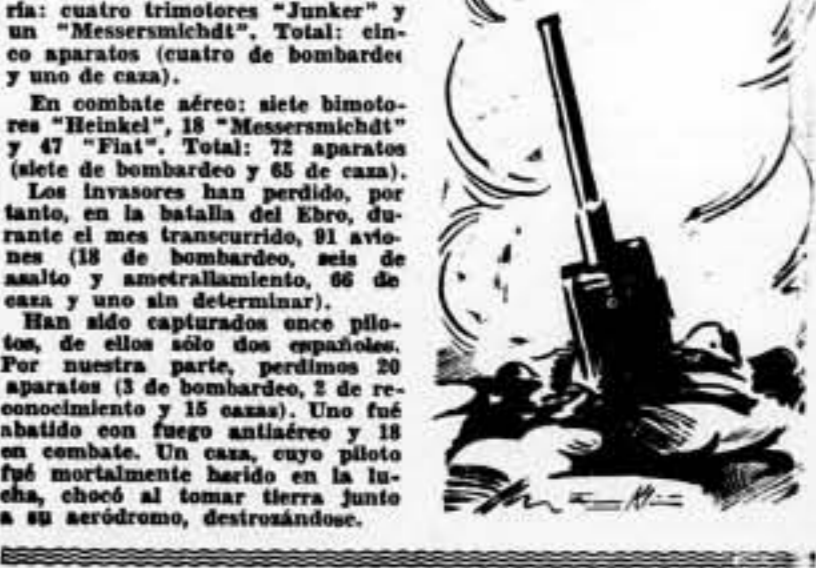 ría: cuatro trimotores "Junker" y
un "Messersmichdt". Total: cin-
co aparatos (cuatro de bombardeo
y uno de caza).
En combate aéreo: siete bimoto-
res "Heinkel", 18 "Messersmichdt"
y 47 "Fiat". Total: 72 aparatos
(siete de bombardeo y 65 de caza).
Los invasores han perdido, por
tanto, en la batalla del Ebro, du-
rante el mes transcurrido, 91 avio-
nes (18 de bombardeo, seis de
asalto y ametrallamiento, 66 de
caza y uno sin determinar).
Han sido capturados once pilo-
tos, de ellos sólo dos españoles.
Por nuestra parte, perdimos 20
aparatos (3 de bombardeo, 2 de re-
conocimiento y 15 cazas). Uno fué
abatido con fuego antiaéreo y 18
en combate. Un caza, cuyo piloto
fué mortalmente herido en la lu-
cha, chocó al tomar tierra junto
a su aeródromo, destrozándose.